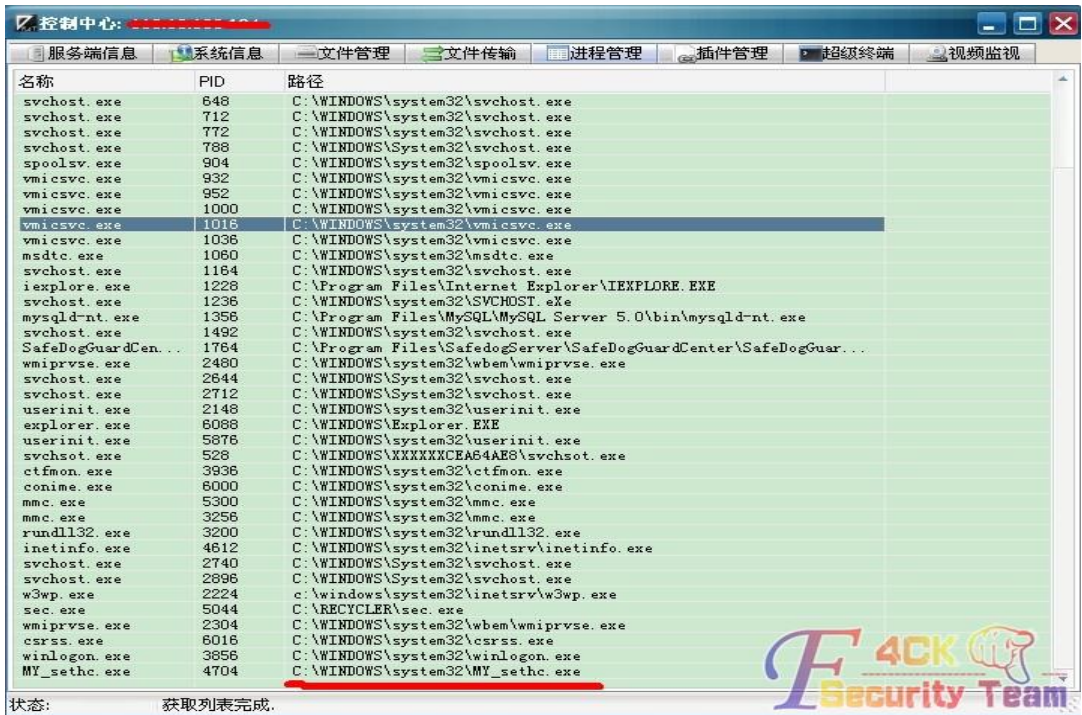 控制中心:
服务端信息 系统信息 文件管理 文件传输 进程管理 插件管理 超级终端 视频监视
名称 PID 路径
svchost.exe 648 C:\WINDOWS\system32\svchost.exe
svchost.exe 712 C:\WINDOWS\system32\svchost.exe
svchost.exe 772 C:\WINDOWS\system32\svchost.exe
svchost.exe 788 C:\WINDOWS\System32\svchost.exe
spoolsv.exe 904 C:\WINDOWS\system32\spoolsv.exe
vmicsvc.exe 932 C:\WINDOWS\system32\vmicsvc.exe
vmicsvc.exe 952 C:\WINDOWS\system32\vmicsvc.exe
vmicsvc.exe 1000 C:\WINDOWS\system32\vmicsvc.exe
vmicsvc.exe 1016 C:\WINDOWS\system32\vmicsvc.exe
vmicsvc.exe 1036 C:\WINDOWS\system32\vmicsvc.exe
msdtc.exe 1060 C:\WINDOWS\system32\msdtc.exe
svchost.exe 1164 C:\WINDOWS\system32\svchost.exe
iexplore.exe 1228 C:\Program Files\Internet Explorer\IEXPLORE.EXE
svchost.exe 1236 C:\WINDOWS\system32\SVCHOST.eXe
mysqld-nt.exe 1356 C:\Program Files\MySQL\MySQL Server 5.0\bin\mysqld-nt.exe
svchost.exe 1492 C:\WINDOWS\system32\svchost.exe
SafeDogGuardCen... 1764 C:\Program Files\SafedogServer\SafeDogGuardCenter\SafeDogGuar...
wmiprvse.exe 2480 C:\WINDOWS\system32\wbem\wmiprvse.exe
svchost.exe 2644 C:\WINDOWS\System32\svchost.exe
svchost.exe 2712 C:\WINDOWS\System32\svchost.exe
userinit.exe 2148 C:\WINDOWS\system32\userinit.exe
explorer.exe 6088 C:\WINDOWS\Explorer.EXE
userinit.exe 5876 C:\WINDOWS\system32\userinit.exe
svchsot.exe 528 C:\WINDOWS\XXXXXXCEA64AE8\svchsot.exe
ctfmon.exe 3936 C:\WINDOWS\system32\ctfmon.exe
conime.exe 6000 C:\WINDOWS\system32\conime.exe
mmc.exe 5300 C:\WINDOWS\system32\mmc.exe
mmc.exe 3256 C:\WINDOWS\system32\mmc.exe
rundll32.exe 3200 C:\WINDOWS\system32\rundll32.exe
inetinfo.exe 4612 C:\WINDOWS\system32\inetsrv\inetinfo.exe
svchost.exe 2740 C:\WINDOWS\System32\svchost.exe
svchost.exe 2896 C:\WINDOWS\System32\svchost.exe
w3wp.exe 2224 c:\windows\system32\inetsrv\w3wp.exe
sec.exe 5044 C:\RECYCLER\sec.exe
wmiprvse.exe 2304 C:\WINDOWS\system32\wbem\wmiprvse.exe
csrss.exe 6016 C:\WINDOWS\system32\csrss.exe
winlogon.exe 3856 C:\WINDOWS\system32\winlogon.exe
MY_sethc.exe 4704 C:\WINDOWS\system32\MY_sethc.exe
F4CK
Security Team
状态: 获取列表完成.